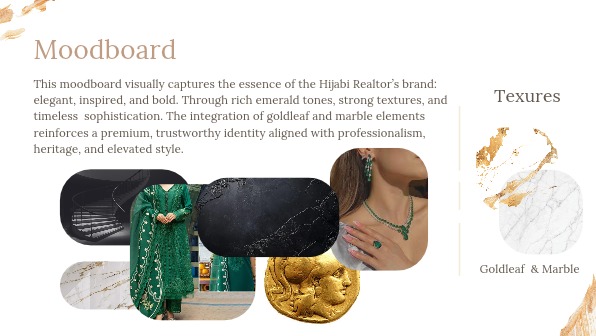 Moodboard
This moodboard visually captures the essence of the Hijabi Realtor's brand:
elegant, inspired, and bold. Through rich emerald tones, strong textures, and
timeless sophistication. The integration of goldleaf and marble elements
reinforces a premium, trustworthy identity aligned with professionalism,
heritage, and elevated style.
Texures
Goldleaf & Marble